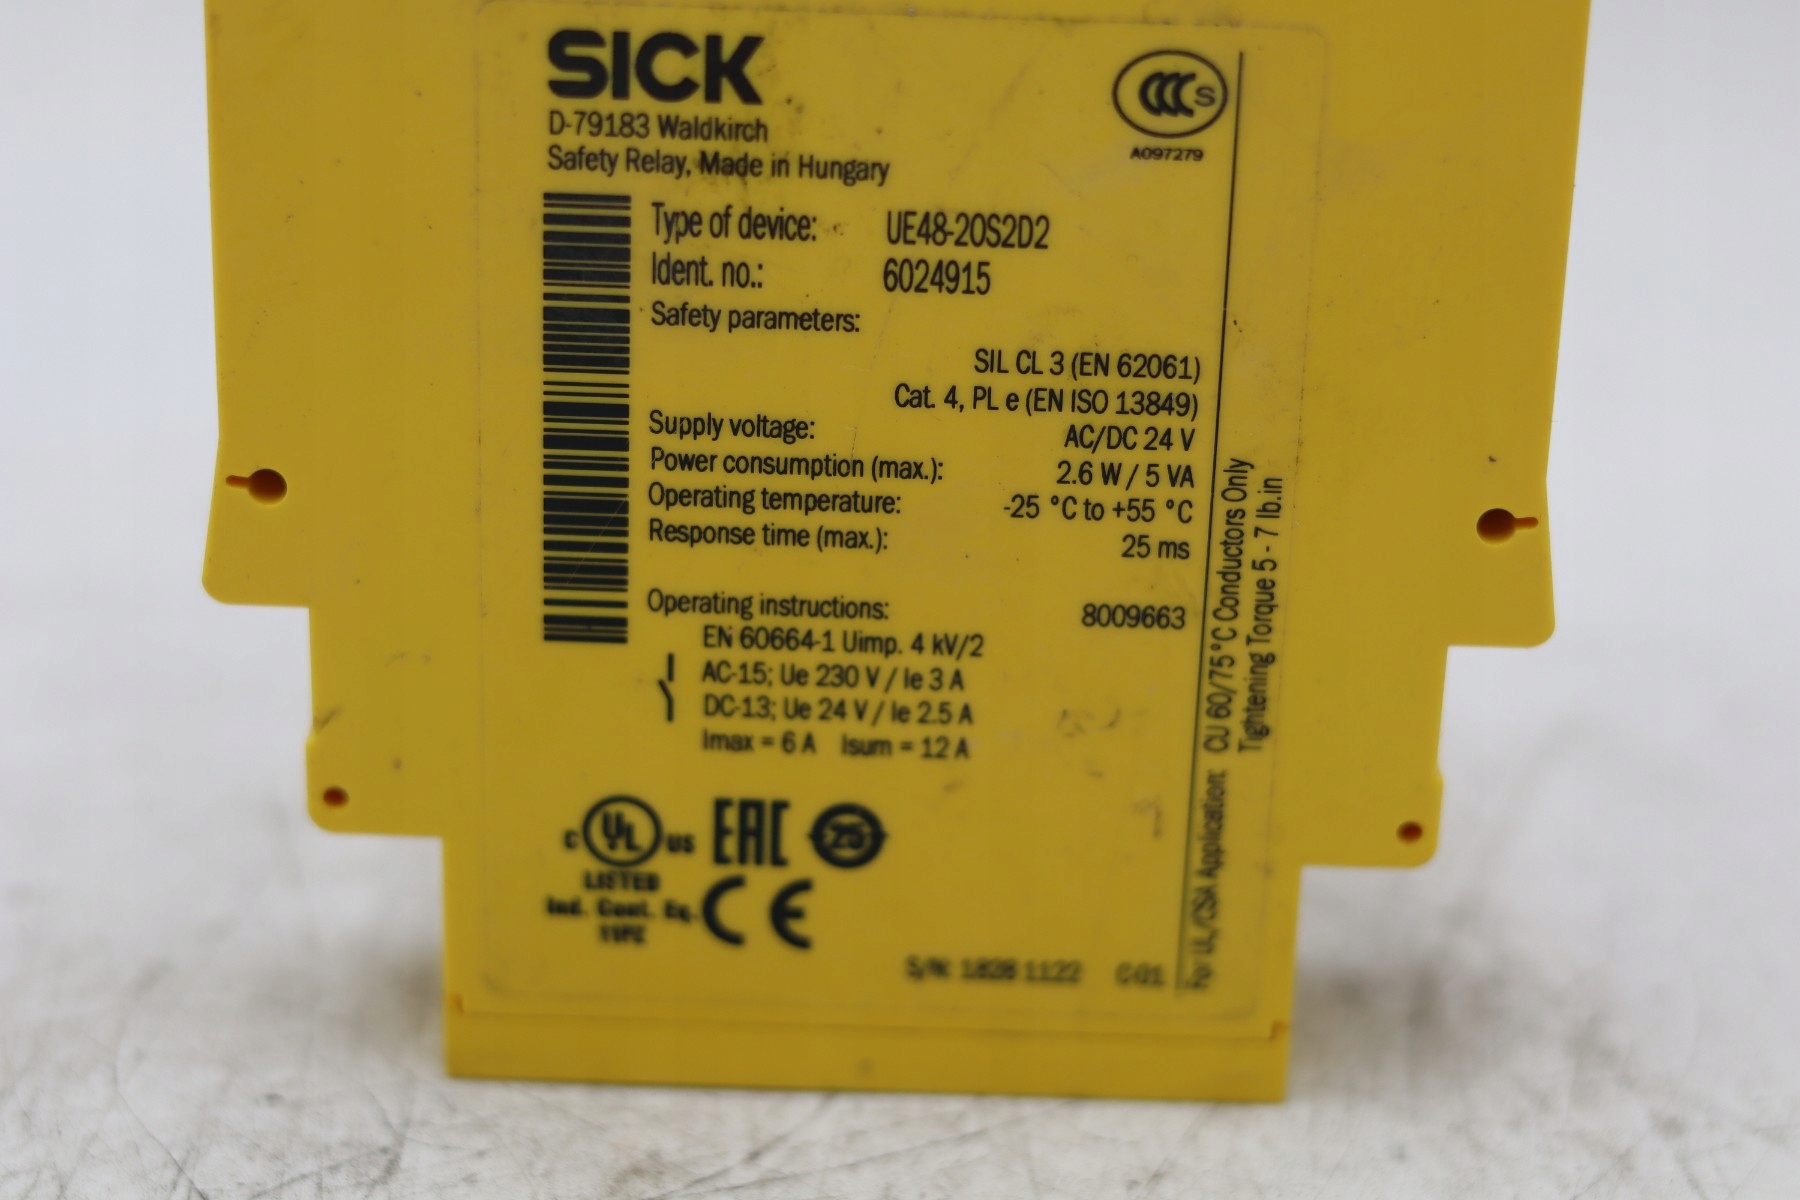 SICK
D-79183 Waldkirch
Safety Relay, Made in Hungary
CCC S
A097279
Type of device: UE48-20S2D2
Ident. no.: 6024915
Safety parameters:
SIL CL 3 (EN 62061)
Cat. 4, PL e (EN ISO 13849)
Supply voltage: AC/DC 24 V
Power consumption (max.): 2.6 W / 5 VA
Operating temperature: -25 °C to +55 °C
Response time (max.): 25 ms
Operating instructions: 8009663
EN 60664-1 Uimp. 4 kV/2
AC-15; Ue 230 V / Ie 3 A
DC-13; Ue 24 V / Ie 2.5 A
Imax = 6 A Isum = 12 A
C UL US EAC 25
LISTED
Ind. Cont. Eq.
11PC
CE
S/N: 1828 1122 C-01
For UL/CSA Application: CU 60/75°C Conductors Only
Tightening Torque 5 - 7 lb.in